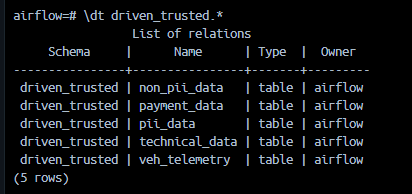 airflow=# \dt driven_trusted.*
List of relations
Schema | Name | Type | Owner
----------------+----------------+-------+---------
driven_trusted | non_pii_data | table | airflow
driven_trusted | payment_data | table | airflow
driven_trusted | pii_data | table | airflow
driven_trusted | technical_data | table | airflow
driven_trusted | veh_telemetry | table | airflow
(5 rows)